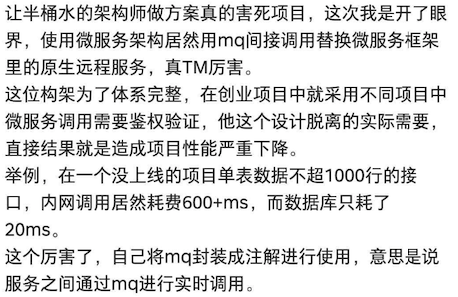 让半桶水的架构师做方案真的害死项目，这次我是开了眼
界，使用微服务架构居然用mq间接调用替换微服务框架
里的原生远程服务，真TM厉害。
这位构架为了体系完整，在创业项目中就采用不同项目中
微服务调用需要鉴权验证，他这个设计脱离的实际需要，
直接结果就是造成项目性能严重下降。
举例，在一个没上线的项目单表数据不超1000行的接
口，内网调用居然耗费600+ms，而数据库只耗了
20ms。
这个厉害了，自己将mq封装成注解进行使用，意思是说
服务之间通过mq进行实时调用。